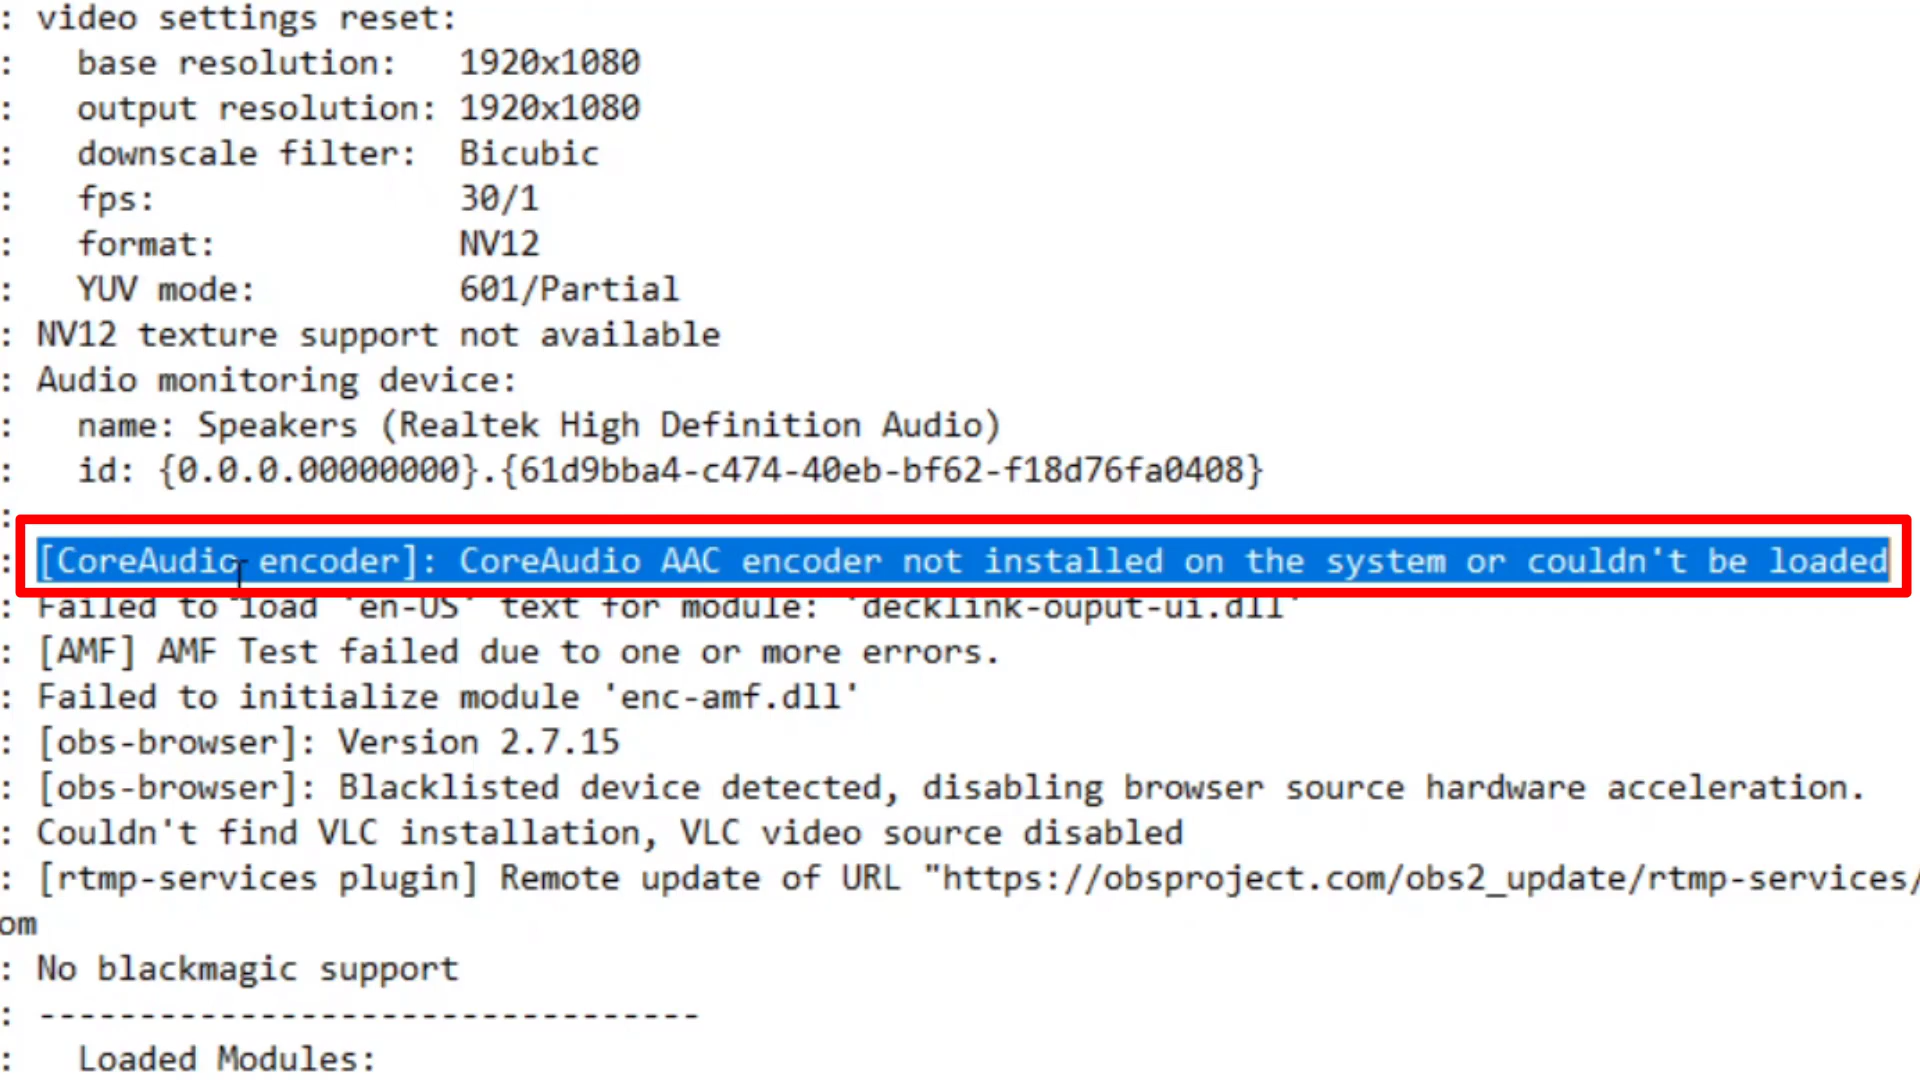 : video settings reset:
:   base resolution:   1920x1080
:   output resolution: 1920x1080
:   downscale filter:  Bicubic
:   fps:               30/1
:   format:            NV12
:   YUV mode:          601/Partial
: NV12 texture support not available
: Audio monitoring device:
:   name: Speakers (Realtek High Definition Audio)
:   id: {0.0.0.00000000}.{61d9bba4-c474-40eb-bf62-f18d76fa0408}
:
: [CoreAudio encoder]: CoreAudio AAC encoder not installed on the system or couldn't be loaded
: Failed to load 'en-US' text for module: 'decklink-ouput-ui.dll'
: [AMF] AMF Test failed due to one or more errors.
: Failed to initialize module 'enc-amf.dll'
: [obs-browser]: Version 2.7.15
: [obs-browser]: Blacklisted device detected, disabling browser source hardware acceleration.
: Couldn't find VLC installation, VLC video source disabled
: [rtmp-services plugin] Remote update of URL "https://obsproject.com/obs2_update/rtmp-services/
om
: No blackmagic support
: ---------------------------------
:   Loaded Modules: